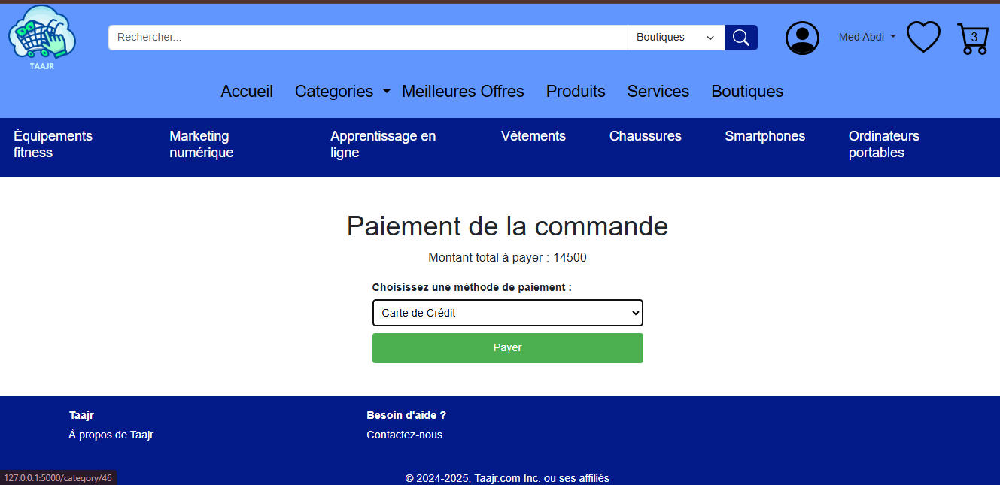 TAAJR
Rechercher...
Boutiques
Med Abdi
3
Accueil
Categories
Meilleures Offres
Produits
Services
Boutiques
Équipements
fitness
Marketing
numérique
Apprentissage en
ligne
Vêtements
Chaussures
Smartphones
Ordinateurs
portables
Paiement de la commande
Montant total à payer : 14500
Choisissez une méthode de paiement :
Carte de Crédit
Payer
Taajr
À propos de Taajr
Besoin d'aide ?
Contactez-nous
© 2024-2025, Taajr.com Inc. ou ses affiliés
127.0.0.1:5000/category/46